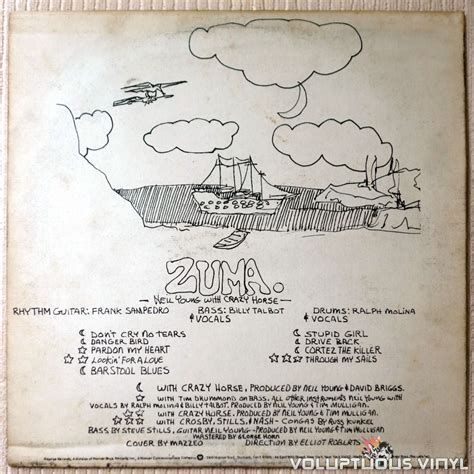 ZUMA.
— NEIL YOUNG WITH CRAZY HORSE —
RHYTHM GUITAR: FRANK SAMPEDRO
BASS: BILLY TALBOT
& VOCALS
DRUMS: RALPH MOLINA
& VOCALS
DON'T CRY NO TEARS
DANGER BIRD
PARDON MY HEART
LOOKIN' FOR A LOVE
BARSTOOL BLUES
STUPID GIRL
DRIVE BACK
CORTEZ THE KILLER
THROUGH MY SAILS
WITH CRAZY HORSE, PRODUCED BY NEIL YOUNG & DAVID BRIGGS.
WITH TIM DRUMMOND ON BASS. ALL OTHER INSTRUMENTS NEIL YOUNG WITH
VOCALS BY RALPH MOLINA & BILLY TALBOT, PRODUCED BY NEIL YOUNG & TIM MULLIGAN.
WITH CRAZY HORSE. PRODUCED BY NEIL YOUNG & TIM MULLIGAN.
WITH CROSBY, STILLS, & NASH - CONGAS BY RUSS KUNKEL
BASS BY STEVE STILLS, GUITAR NEIL YOUNG - PRODUCED BY NEIL YOUNG & TIM MULLIGAN
MASTERED BY GEORGE HORN
COVER BY MAZZEO
DIRECTION BY ELLIOT ROBERTS
VOLUPTUOUS VINYL